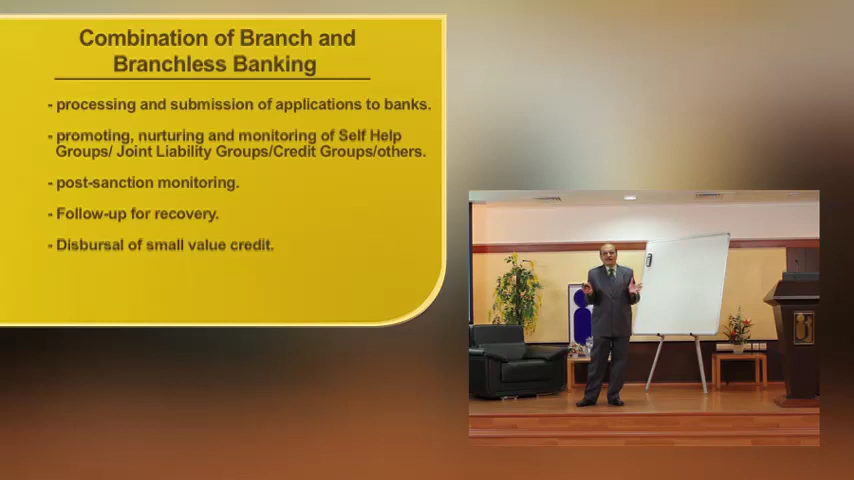 Combination of Branch and
Branchless Banking
- processing and submission of applications to banks.
- promoting, nurturing and monitoring of Self Help
Groups/ Joint Liability Groups/Credit Groups/others.
- post-sanction monitoring.
- Follow-up for recovery.
- Disbursal of small value credit.